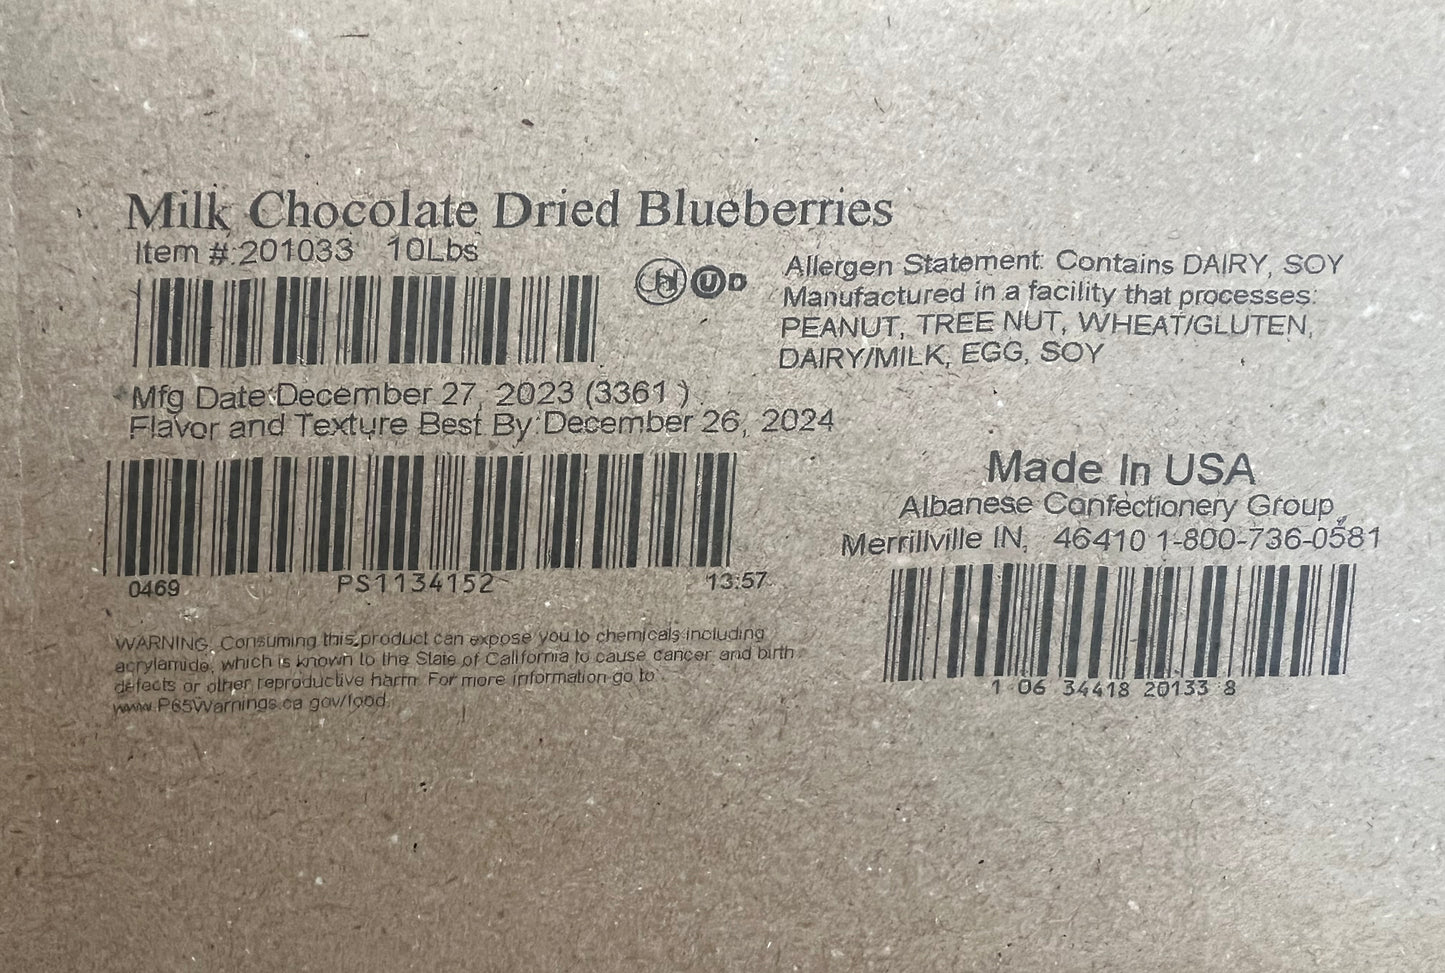 Milk Chocolate Dried Blueberries
Item #:201033 10Lbs
H U D
Allergen Statement: Contains DAIRY, SOY
Manufactured in a facility that processes:
PEANUT, TREE NUT, WHEAT/GLUTEN,
DAIRY/MILK, EGG, SOY
Mfg Date:December 27, 2023 (3361 )
Flavor and Texture Best By:December 26, 2024
0469 PS1134152 13:57
WARNING: Consuming this product can expose you to chemicals including
acrylamide, which is known to the State of California to cause cancer and birth
defects or other reproductive harm. For more information go to
www.P65Warnings.ca.gov/food.
Made In USA
Albanese Confectionery Group,
Merrillville IN, 46410 1-800-736-0581
1 06 34418 20133 8